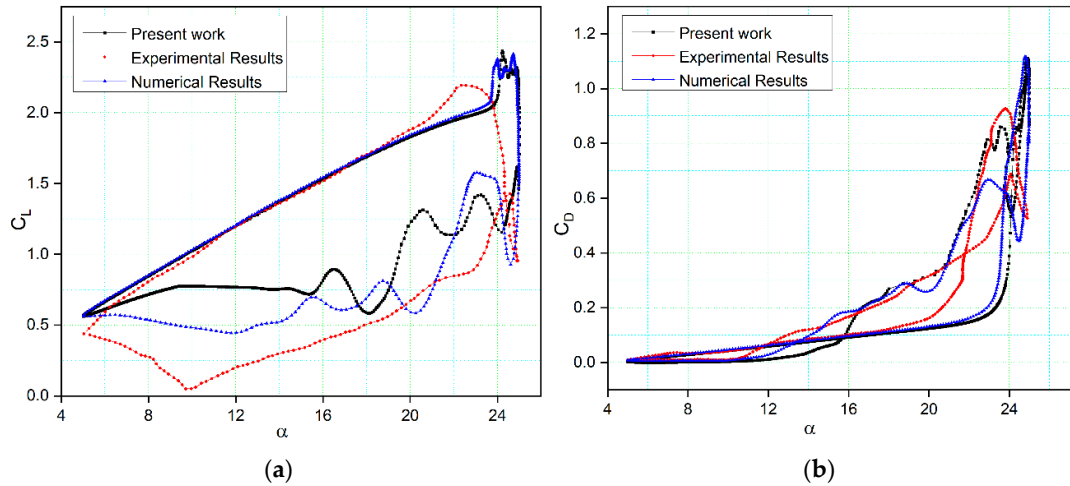 Present work
Experimental Results
Numerical Results
2.5
2.0
1.5
1.0
0.5
0.0
C_L
4
8
12
16
20
24
α
(a)
Present work
Experimental Results
Numerical Results
1.2
1.0
0.8
0.6
0.4
0.2
0.0
C_D
4
8
12
16
20
24
α
(b)